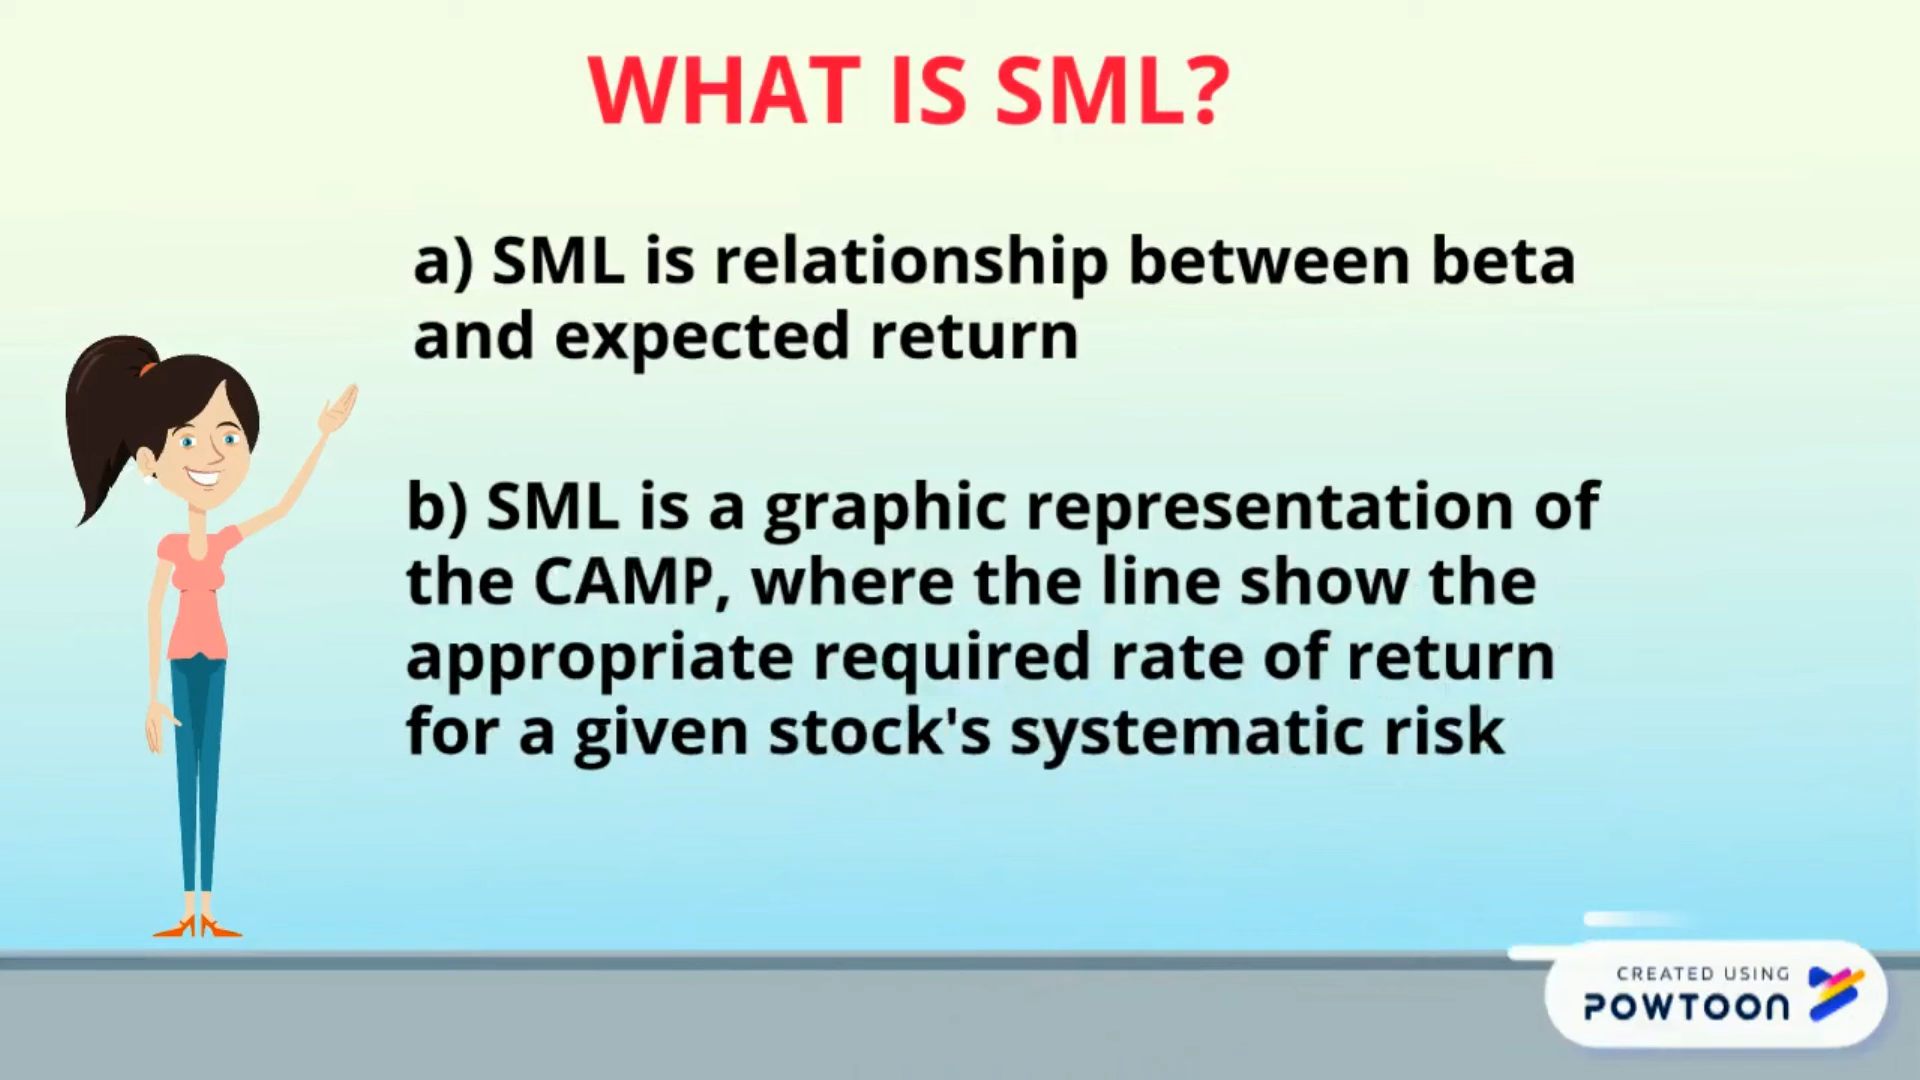 WHAT IS SML?
a) SML is relationship between beta
and expected return
b) SML is a graphic representation of
the CAMP, where the line show the
appropriate required rate of return
for a given stock's systematic risk
CREATED USING
POWTOON